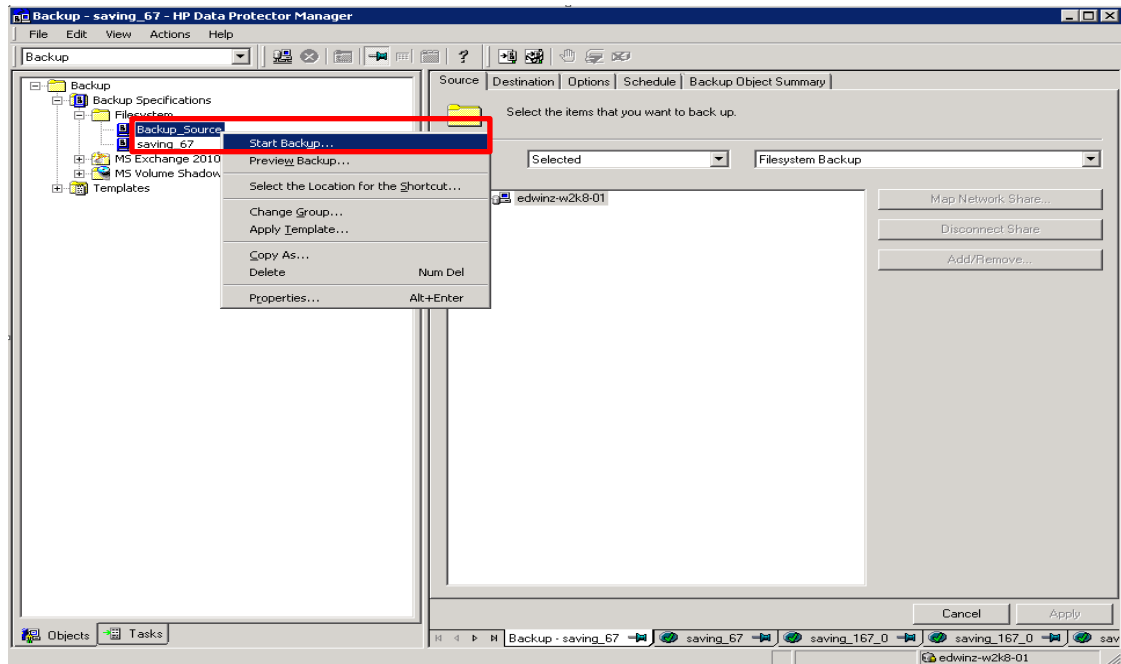 Backup - saving_67 - HP Data Protector Manager
File Edit View Actions Help
Backup
?
Backup
Backup Specifications
Filesystem
Backup_Source
saving_67
MS Exchange 2010
MS Volume Shadow
Templates
Start Backup...
Preview Backup...
Select the Location for the Shortcut...
Change Group...
Apply Template...
Copy As...
Delete Num Del
Properties... Alt+Enter
Source Destination Options Schedule Backup Object Summary
Select the items that you want to back up.
Selected Filesystem Backup
edwinz-w2k8-01
Map Network Share...
Disconnect Share
Add/Remove...
Cancel Apply
Objects Tasks
Backup - saving_67 saving_67 saving_167_0 saving_167_0 sav
edwinz-w2k8-01